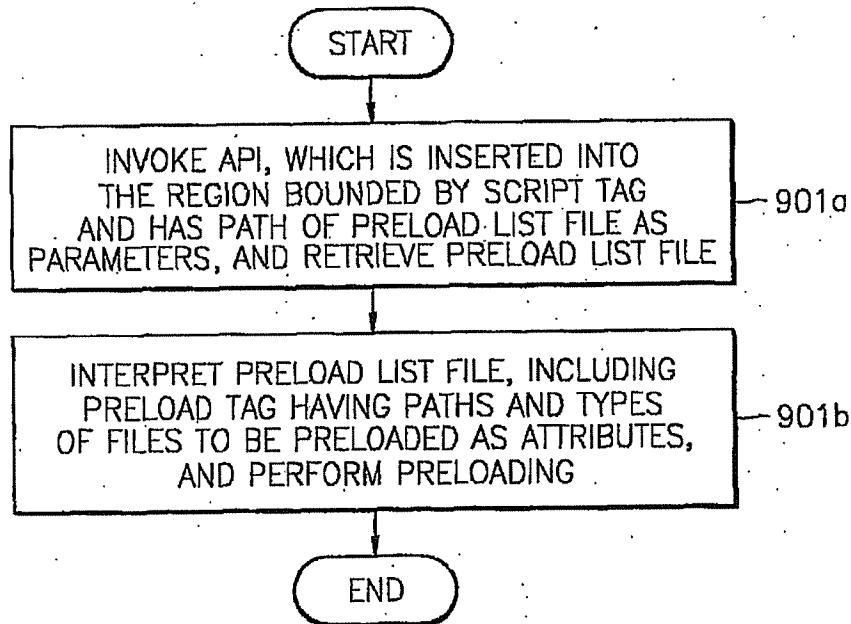 START
INVOKE API, WHICH IS INSERTED INTO
THE REGION BOUNDED BY SCRIPT TAG
AND HAS PATH OF PRELOAD LIST FILE AS
PARAMETERS, AND RETRIEVE PRELOAD LIST FILE
901a
INTERPRET PRELOAD LIST FILE, INCLUDING
PRELOAD TAG HAVING PATHS AND TYPES
OF FILES TO BE PRELOADED AS ATTRIBUTES,
AND PERFORM PRELOADING
901b
END